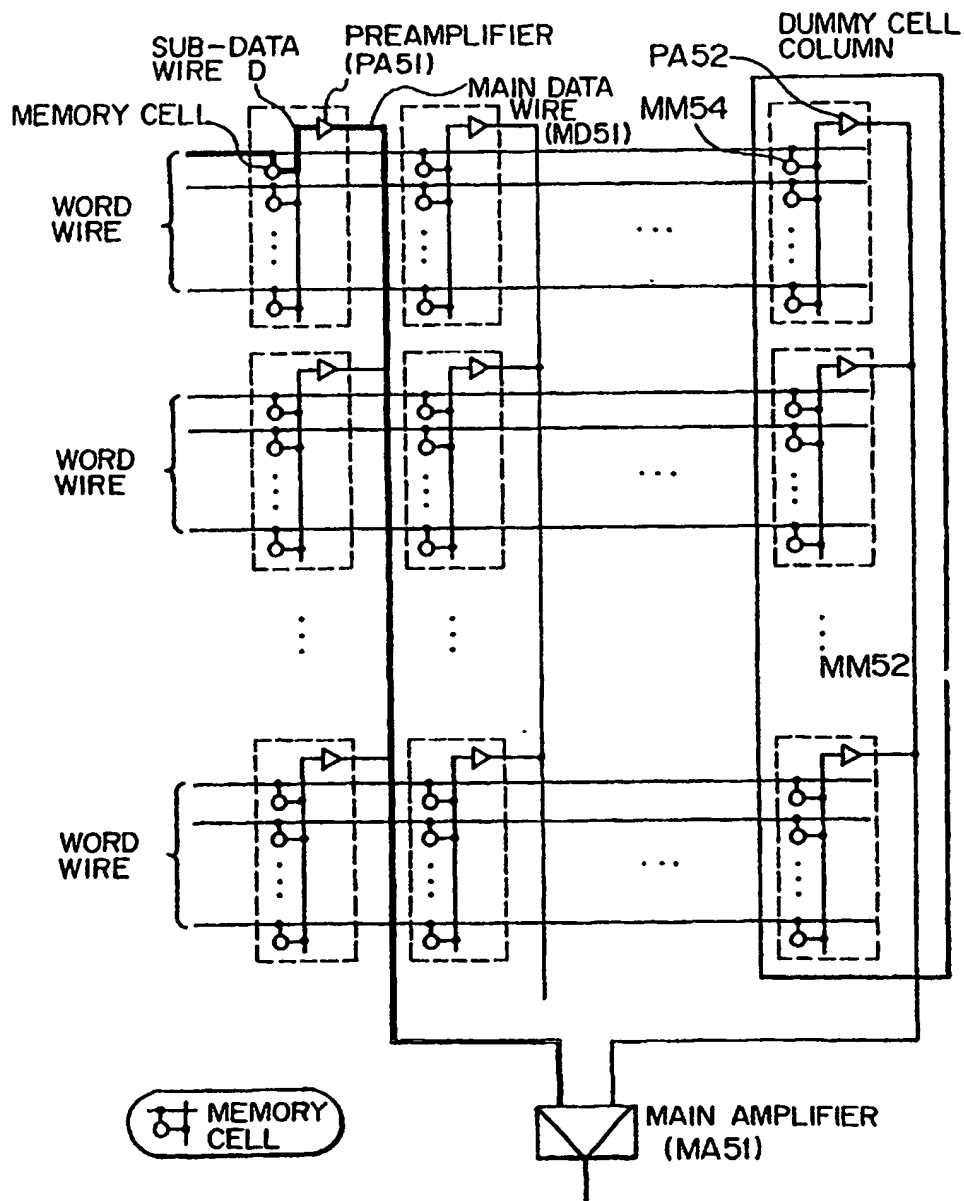 SUB-DATA
WIRE D
PREAMPLIFIER
(PA51)
MAIN DATA
WIRE
(MD51)
MEMORY CELL
DUMMY CELL
COLUMN
PA52
MM54
WORD
WIRE
...
WORD
WIRE
...
MM52
WORD
WIRE
...
MEMORY
CELL
MAIN AMPLIFIER
(MA51)